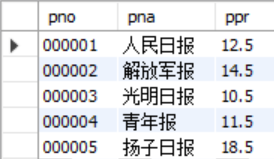 pno pna ppr
000001 人民日报 12.5
000002 解放军报 14.5
000003 光明日报 10.5
000004 青年报 11.5
000005 扬子日报 18.5